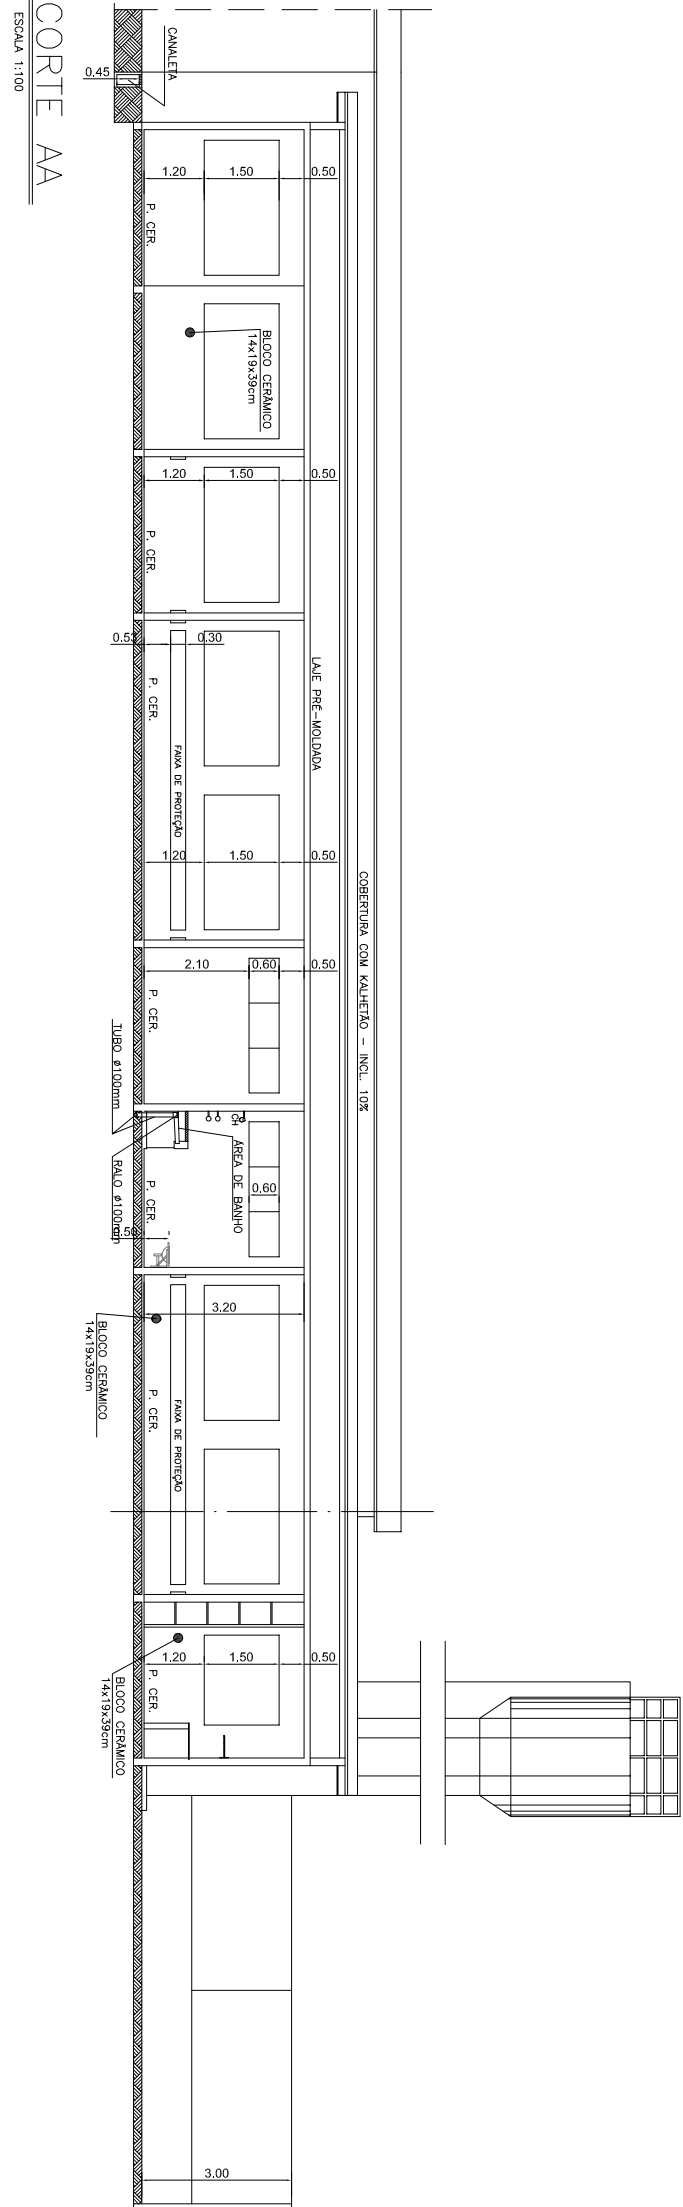 CORTE AA
ESCALA 1:100
CANALETA
0.45
1.20
1.50
0.50
P. CER.
BLOCO CERÂMICO
14x19x39cm
1.20
1.50
0.50
P. CER.
0.53
0.30
P. CER.
LAJE PRÉ-MOLDADA
FAIXA DE PROTEÇÃO
1.20
1.50
0.50
COBERTURA COM KALHETÃO - INCL. 10%
2.10
0.60
0.50
P. CER.
TUBO ø100mm
CH
ÁREA DE BANHO
RALO ø100mm
0.60
P. CER.
0.50
3.20
BLOCO CERÂMICO
14x19x39cm
P. CER.
FAIXA DE PROTEÇÃO
1.20
1.50
0.50
P. CER.
BLOCO CERÂMICO
14x19x39cm
3.00